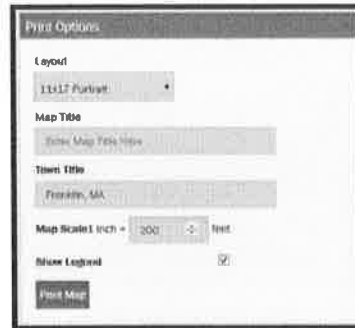 Print Options
Layout
11x17 Portrait
Map Title
Enter Map Title Here
Town Title
Franklin, MA
Map Scale 1 inch = 200 feet
Show Legend
Print Map